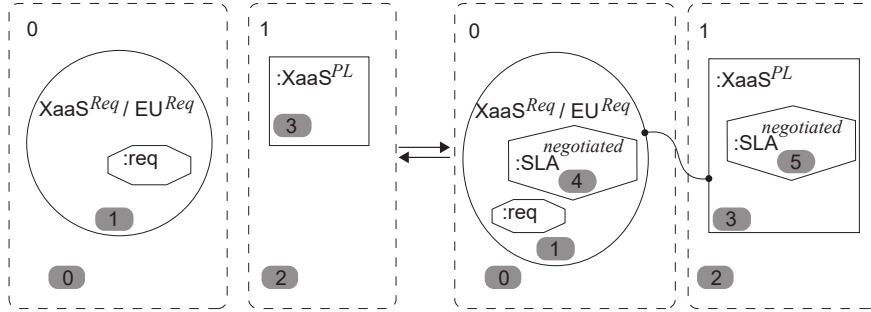 0
1
XaaS^Req / EU^Req
:req
1
0
:XaaS^PL
3
2
0
1
XaaS^Req / EU^Req
:SLA^negotiated
4
:req
1
0
:XaaS^PL
:SLA^negotiated
5
3
2